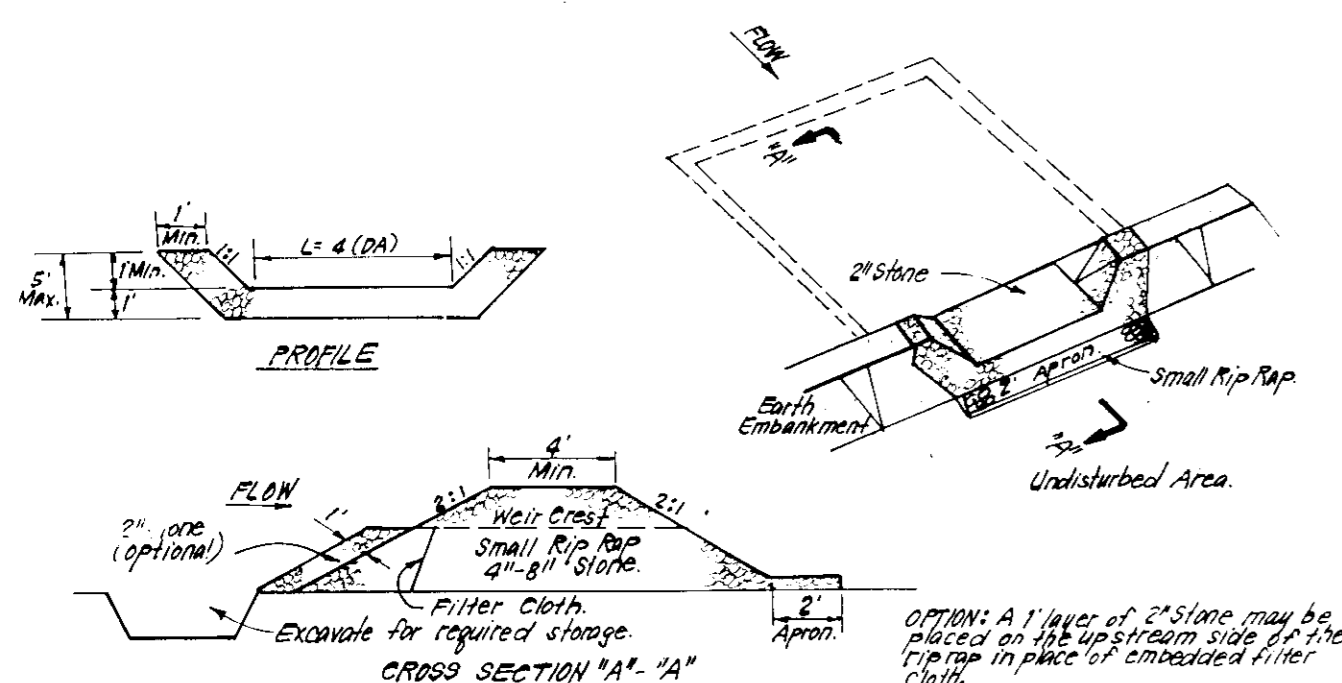 1'
Min.
1:1
L= 4 (DA)
1:1
5'
Max.
1' Min.
1'
PROFILE
FLOW
"A"
2" Stone
2' Apron.
Small Rip Rap.
Earth
Embankment
"A"
Undisturbed Area.
4'
Min.
FLOW
2:1
2:1
1'
2" one
(optional)
Weir Crest
Small Rip Rap
4"-8" Stone.
Filter Cloth.
Excavate for required storage.
2'
Apron.
CROSS SECTION "A"- "A"
OPTION: A 1' layer of 2" Stone may be
placed on the upstream side of the
rip rap in place of embedded filter
cloth.